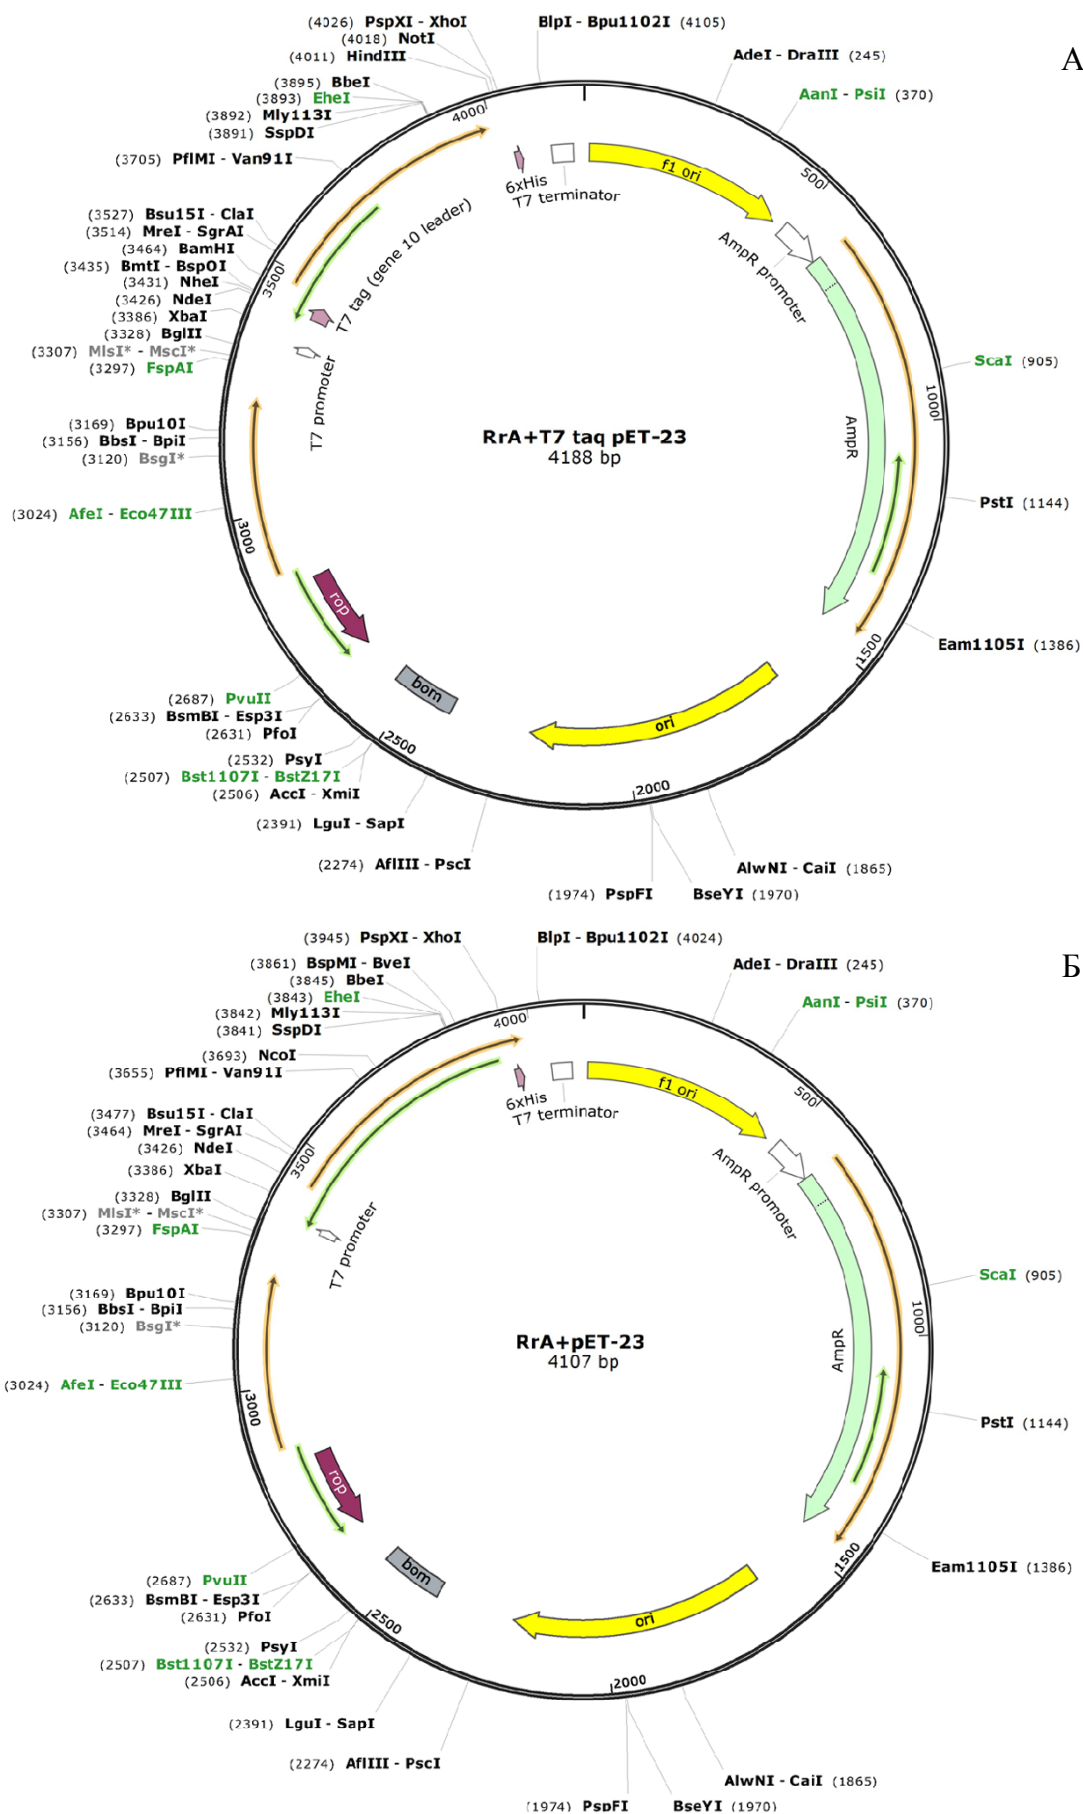 А
(4026) PspXI - XhoI
(4018) NotI
(4011) HindIII
(3895) BbeI
(3893) EheI
(3892) Mly113I
(3891) SspDI
(3705) PflMI - Van91I
(3527) Bsu15I - ClaI
(3514) MreI - SgrAI
(3464) BamHI
(3435) BmtI - BspOI
(3431) NheI
(3426) NdeI
(3386) XbaI
(3328) BglII
(3307) MlsI* - MscI*
(3297) FspAI
(3169) Bpu10I
(3156) BbsI - BpiI
(3120) BsgI*
(3024) AfeI - Eco47III
(2687) PvuII
(2633) BsmBI - Esp3I
(2631) PfoI
(2532) PsyI
(2507) Bst1107I - BstZ17I
(2506) AccI - XmiI
(2391) LguI - SapI
(2274) AflIII - PscI
(1974) PspFI
BseYI (1970)
AlwNI - CaiI (1865)
Eam1105I (1386)
PstI (1144)
ScaI (905)
AanI - PsiI (370)
AdeI - DraIII (245)
BlpI - Bpu1102I (4105)
500
1000
1500
2000
2500
3000
3500
4000
6xHis
T7 terminator
f1 ori
AmpR promoter
AmpR
ori
bom
rop
T7 promoter
T7 tag (gene 10 leader)
RrA+T7 taq pET-23
4188 bp
Б
(3945) PspXI - XhoI
(3861) BspMI - BveI
(3845) BbeI
(3843) EheI
(3842) Mly113I
(3841) SspDI
(3693) NcoI
(3655) PflMI - Van91I
(3477) Bsu15I - ClaI
(3464) MreI - SgrAI
(3426) NdeI
(3386) XbaI
(3328) BglII
(3307) MlsI* - MscI*
(3297) FspAI
(3169) Bpu10I
(3156) BbsI - BpiI
(3120) BsgI*
(3024) AfeI - Eco47III
(2687) PvuII
(2633) BsmBI - Esp3I
(2631) PfoI
(2532) PsyI
(2507) Bst1107I - BstZ17I
(2506) AccI - XmiI
(2391) LguI - SapI
(2274) AflIII - PscI
(1974) PspFI
BseYI (1970)
AlwNI - CaiI (1865)
Eam1105I (1386)
PstI (1144)
ScaI (905)
AanI - PsiI (370)
AdeI - DraIII (245)
BlpI - Bpu1102I (4024)
500
1000
1500
2000
2500
3000
3500
4000
6xHis
T7 terminator
f1 ori
AmpR promoter
AmpR
ori
bom
rop
T7 promoter
RrA+pET-23
4107 bp